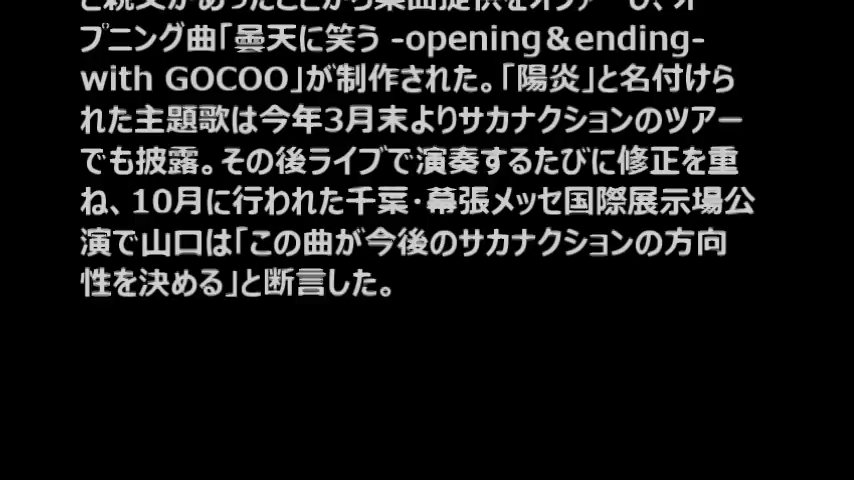 プニング曲「曇天に笑う -opening＆ending-
with GOCOO」が制作された。「陽炎」と名付けら
れた主題歌は今年3月末よりサカナクションのツアー
でも披露。その後ライブで演奏するたびに修正を重
ね、10月に行われた千葉・幕張メッセ国際展示場公
演で山口は「この曲が今後のサカナクションの方向
性を決める」と断言した。